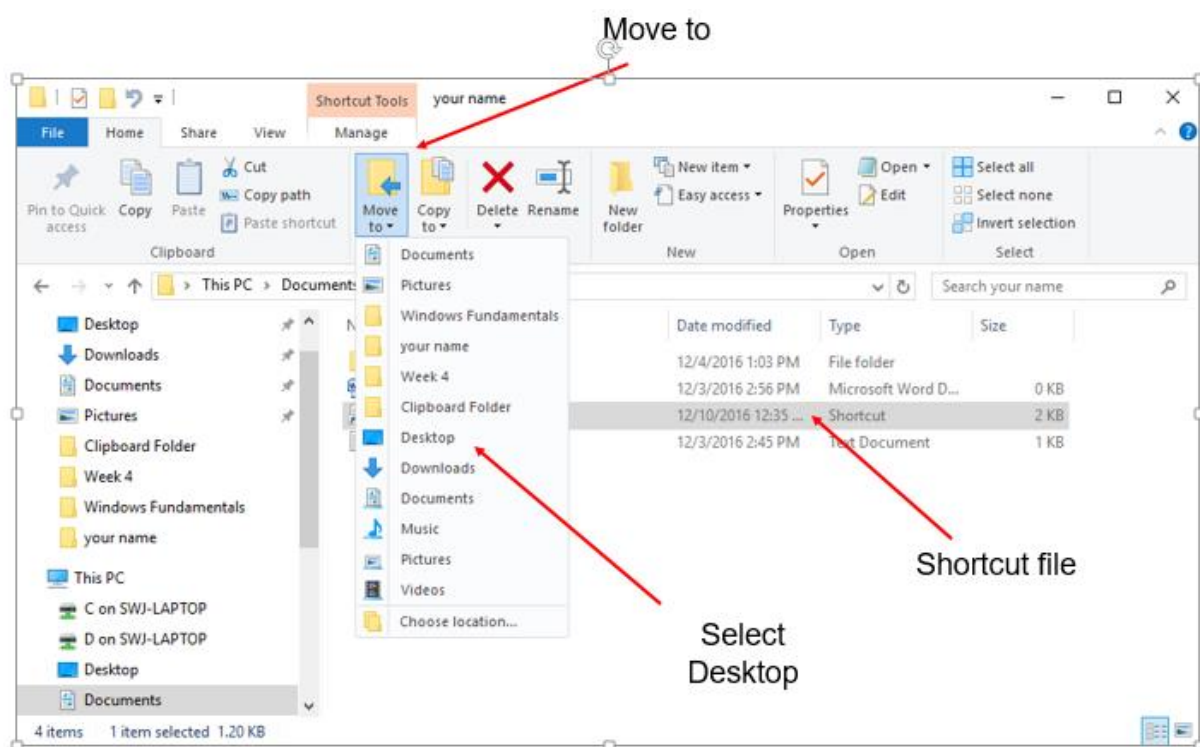 Move to
Shortcut Tools your name
File Home Share View Manage
Pin to Quick access
Copy
Paste
Cut
Copy path
Paste shortcut
Clipboard
Move to
Copy to
Delete
Rename
New folder
New item
Easy access
New
Properties
Open
Edit
Open
Select all
Select none
Invert selection
Select
This PC > Documents
Search your name
Desktop
Downloads
Documents
Pictures
Clipboard Folder
Week 4
Windows Fundamentals
your name
This PC
C on SWJ-LAPTOP
D on SWJ-LAPTOP
Desktop
Documents
Documents
Pictures
Windows Fundamentals
your name
Week 4
Clipboard Folder
Desktop
Downloads
Documents
Music
Pictures
Videos
Choose location...
Date modified Type Size
12/4/2016 1:03 PM File folder
12/3/2016 2:56 PM Microsoft Word D... 0 KB
12/10/2016 12:35 ... Shortcut 2 KB
12/3/2016 2:45 PM Text Document 1 KB
Shortcut file
Select
Desktop
4 items 1 item selected 1.20 KB